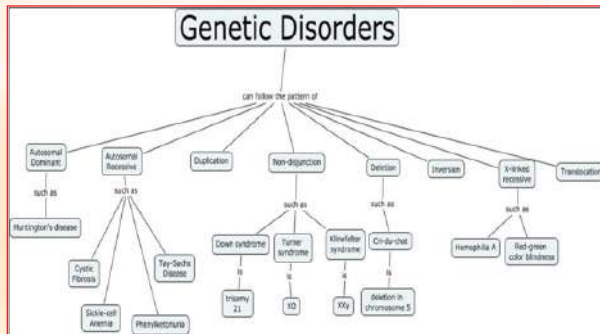 Genetic Disorders
can follow the pattern of
Autosomal
Dominant
Autosomal
Recessive
Duplication
Non-disjunction
Deletion
Inversion
X-linked
recessive
Translocation
such as
such as
such as
such as
such as
Huntington's disease
Cystic
Fibrosis
Sickle-cell
Anemia
Phenylketonuria
Tay-Sachs
Disease
Down syndrome
Turner
syndrome
Klinefelter
syndrome
Cri-du-chat
Hemophilia A
Red-green
color blindness
is
is
is
is
trisomy
21
XO
XXy
deletion in
chromosome 5